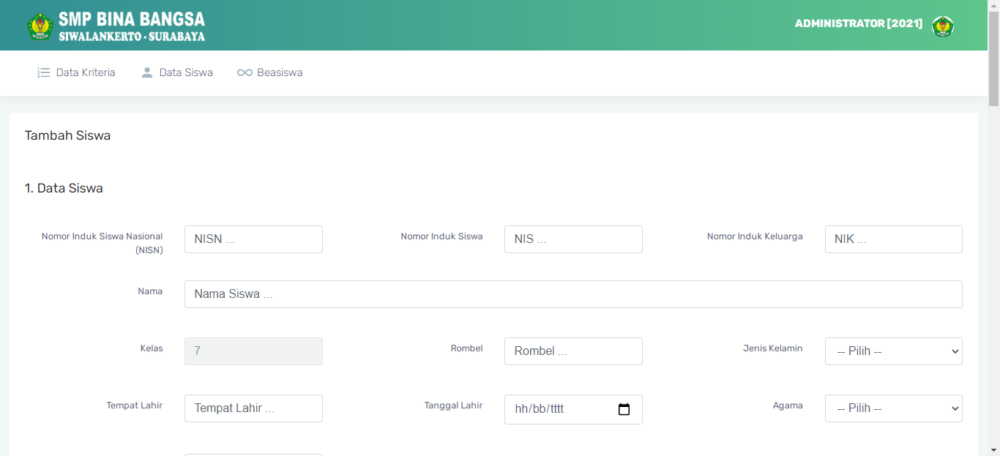 SMP BINA BANGSA
SIWALANKERTO - SURABAYA
ADMINISTRATOR [2021]
Data Kriteria
Data Siswa
Beasiswa
Tambah Siswa
1. Data Siswa
Nomor Induk Siswa Nasional
(NISN)
NISN ...
Nomor Induk Siswa
NIS ...
Nomor Induk Keluarga
NIK ...
Nama
Nama Siswa ...
Kelas
7
Rombel
Rombel ...
Jenis Kelamin
-- Pilih --
Tempat Lahir
Tempat Lahir ...
Tanggal Lahir
hh/bb/tttt
Agama
-- Pilih --